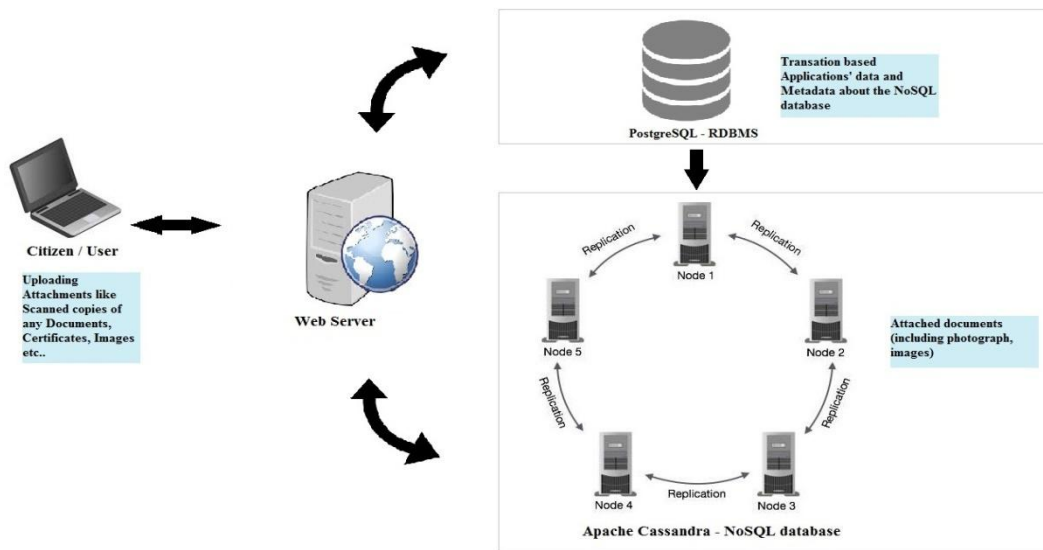 Transation based
Applications' data and
Metadata about the NoSQL
database
PostgreSQL - RDBMS
Citizen / User
Uploading
Attachments like
Scanned copies of
any Documents,
Certificates, Images
etc..
Web Server
Replication
Replication
Node 1
Node 5
Node 2
Attached documents
(including photograph,
images)
Replication
Replication
Node 4
Replication
Node 3
Apache Cassandra - NoSQL database